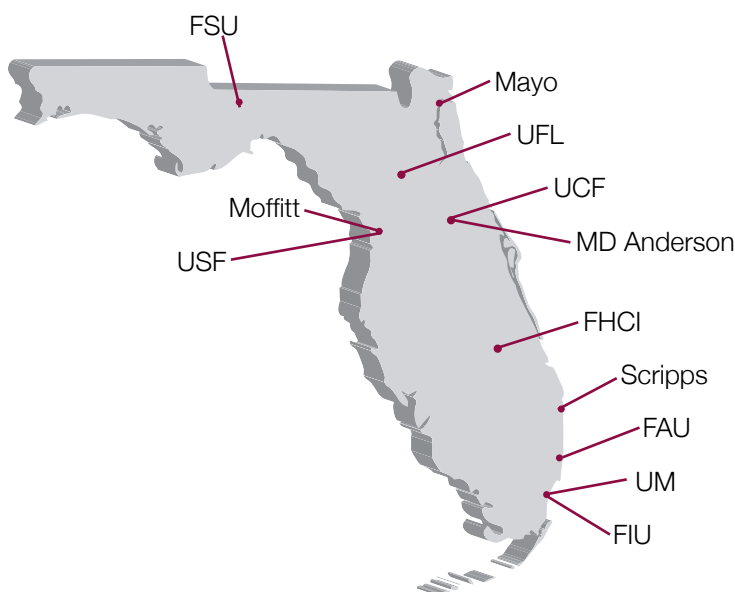 FSU
Mayo
UFL
UCF
Moffitt
MD Anderson
USF
FHCI
Scripps
FAU
UM
FIU